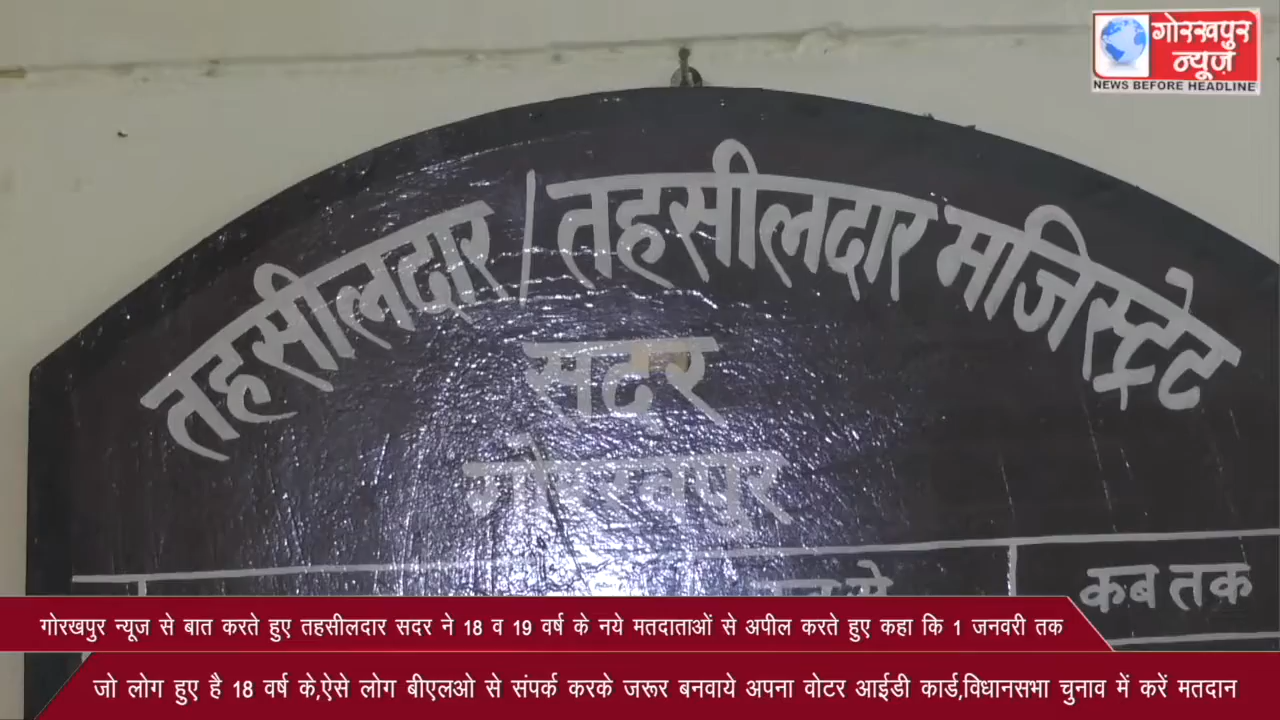 गोरखपुर
न्यूज़
NEWS BEFORE HEADLINE
तहसीलदार/तहसीलदार मजिस्ट्रेट
सदर
गोरखपुर
से
कब तक
गोरखपुर न्यूज से बात करते हुए तहसीलदार सदर ने 18 व 19 वर्ष के नये मतदाताओं से अपील करते हुए कहा कि 1 जनवरी तक
जो लोग हुए है 18 वर्ष के,ऐसे लोग बीएलओ से संपर्क करके जरूर बनवाये अपना वोटर आईडी कार्ड,विधानसभा चुनाव में करें मतदान